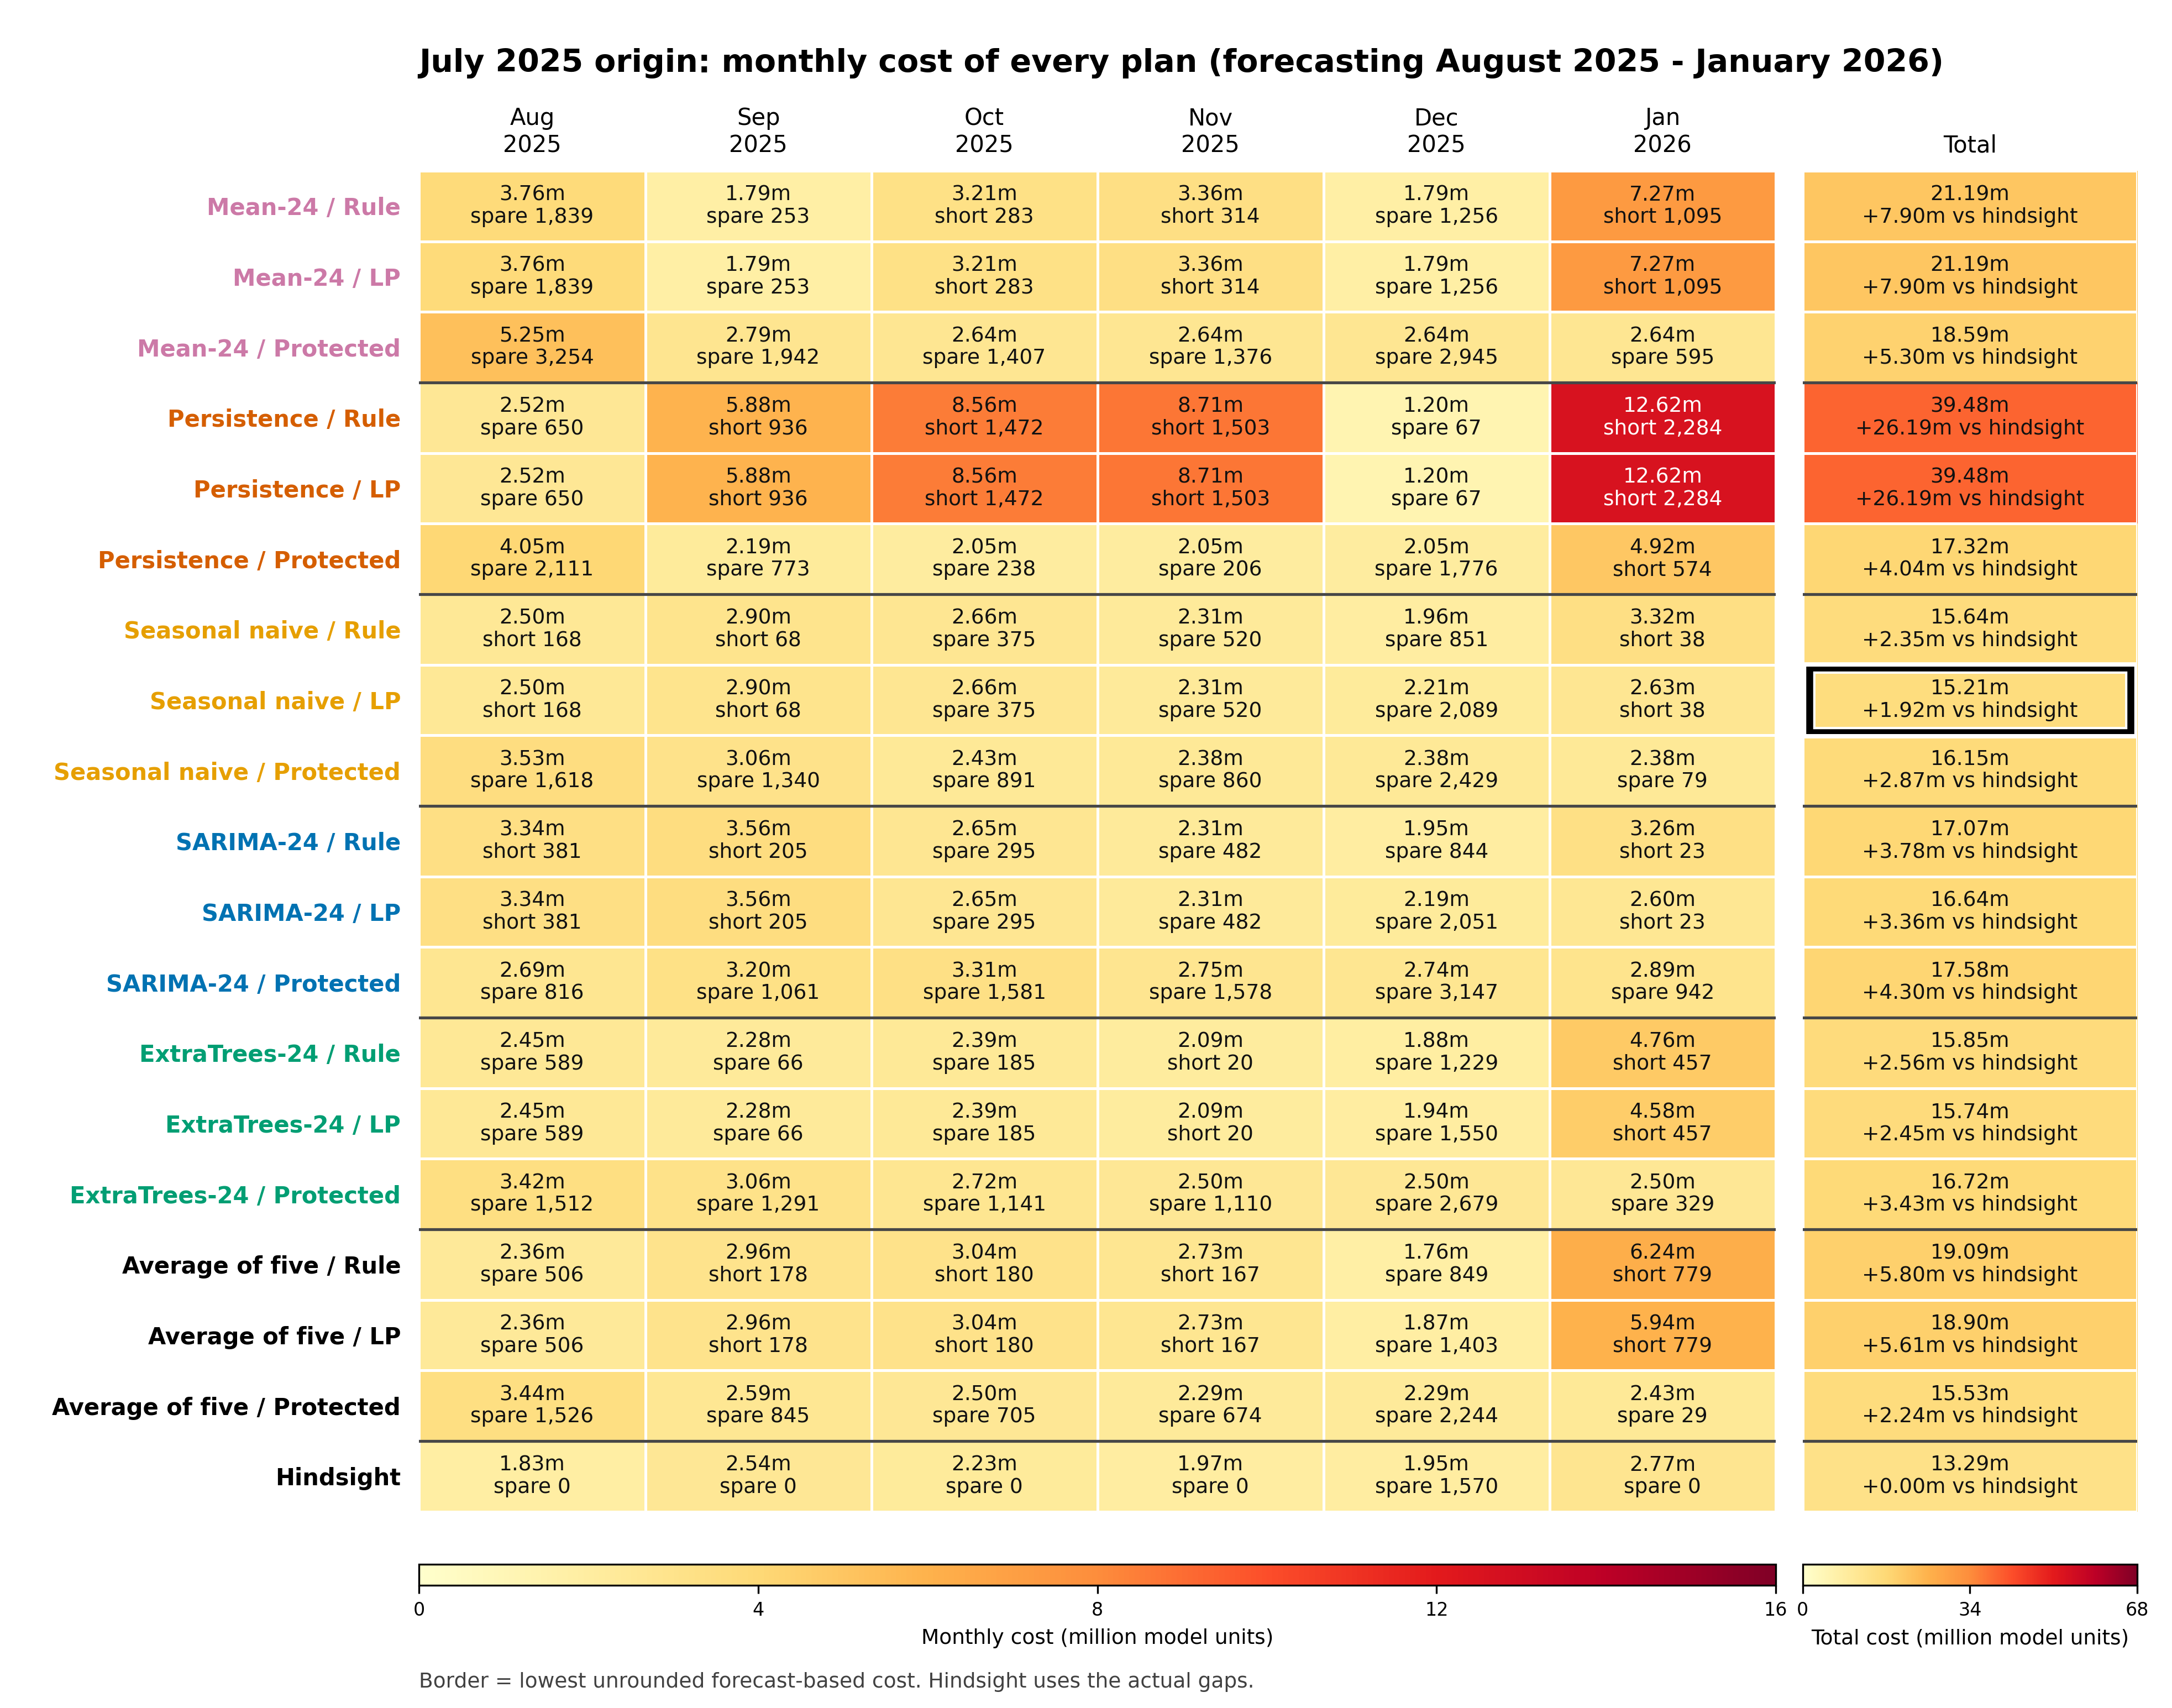 July 2025 origin: monthly cost of every plan (forecasting August 2025 - January 2026)
Aug 2025 Sep 2025 Oct 2025 Nov 2025 Dec 2025 Jan 2026 Total
Mean-24 / Rule
3.76m 1.79m 3.21m 3.36m 1.79m 7.27m 21.19m
spare 1,839 spare 253 short 283 short 314 spare 1,256 short 1,095 +7.90m vs hindsight
Mean-24 / LP
3.76m 1.79m 3.21m 3.36m 1.79m 7.27m 21.19m
spare 1,839 spare 253 short 283 short 314 spare 1,256 short 1,095 +7.90m vs hindsight
Mean-24 / Protected
5.25m 2.79m 2.64m 2.64m 2.64m 2.64m 18.59m
spare 3,254 spare 1,942 spare 1,407 spare 1,376 spare 2,945 spare 595 +5.30m vs hindsight
Persistence / Rule
2.52m 5.88m 8.56m 8.71m 1.20m 12.62m 39.48m
spare 650 short 936 short 1,472 short 1,503 spare 67 short 2,284 +26.19m vs hindsight
Persistence / LP
2.52m 5.88m 8.56m 8.71m 1.20m 12.62m 39.48m
spare 650 short 936 short 1,472 short 1,503 spare 67 short 2,284 +26.19m vs hindsight
Persistence / Protected
4.05m 2.19m 2.05m 2.05m 2.05m 4.92m 17.32m
spare 2,111 spare 773 spare 238 spare 206 spare 1,776 short 574 +4.04m vs hindsight
Seasonal naive / Rule
2.50m 2.90m 2.66m 2.31m 1.96m 3.32m 15.64m
short 168 short 68 spare 375 spare 520 spare 851 short 38 +2.35m vs hindsight
Seasonal naive / LP
2.50m 2.90m 2.66m 2.31m 2.21m 2.63m 15.21m
short 168 short 68 spare 375 spare 520 spare 2,089 short 38 +1.92m vs hindsight
Seasonal naive / Protected
3.53m 3.06m 2.43m 2.38m 2.38m 2.38m 16.15m
spare 1,618 spare 1,340 spare 891 spare 860 spare 2,429 spare 79 +2.87m vs hindsight
SARIMA-24 / Rule
3.34m 3.56m 2.65m 2.31m 1.95m 3.26m 17.07m
short 381 short 205 spare 295 spare 482 spare 844 short 23 +3.78m vs hindsight
SARIMA-24 / LP
3.34m 3.56m 2.65m 2.31m 2.19m 2.60m 16.64m
short 381 short 205 spare 295 spare 482 spare 2,051 short 23 +3.36m vs hindsight
SARIMA-24 / Protected
2.69m 3.20m 3.31m 2.75m 2.74m 2.89m 17.58m
spare 816 spare 1,061 spare 1,581 spare 1,578 spare 3,147 spare 942 +4.30m vs hindsight
ExtraTrees-24 / Rule
2.45m 2.28m 2.39m 2.09m 1.88m 4.76m 15.85m
spare 589 spare 66 spare 185 short 20 spare 1,229 short 457 +2.56m vs hindsight
ExtraTrees-24 / LP
2.45m 2.28m 2.39m 2.09m 1.94m 4.58m 15.74m
spare 589 spare 66 spare 185 short 20 spare 1,550 short 457 +2.45m vs hindsight
ExtraTrees-24 / Protected
3.42m 3.06m 2.72m 2.50m 2.50m 2.50m 16.72m
spare 1,512 spare 1,291 spare 1,141 spare 1,110 spare 2,679 spare 329 +3.43m vs hindsight
Average of five / Rule
2.36m 2.96m 3.04m 2.73m 1.76m 6.24m 19.09m
spare 506 short 178 short 180 short 167 spare 849 short 779 +5.80m vs hindsight
Average of five / LP
2.36m 2.96m 3.04m 2.73m 1.87m 5.94m 18.90m
spare 506 short 178 short 180 short 167 spare 1,403 short 779 +5.61m vs hindsight
Average of five / Protected
3.44m 2.59m 2.50m 2.29m 2.29m 2.43m 15.53m
spare 1,526 spare 845 spare 705 spare 674 spare 2,244 spare 29 +2.24m vs hindsight
Hindsight
1.83m 2.54m 2.23m 1.97m 1.95m 2.77m 13.29m
spare 0 spare 0 spare 0 spare 0 spare 1,570 spare 0 +0.00m vs hindsight
0 4 8 12 16 0 34 68
Monthly cost (million model units) Total cost (million model units)
Border = lowest unrounded forecast-based cost. Hindsight uses the actual gaps.